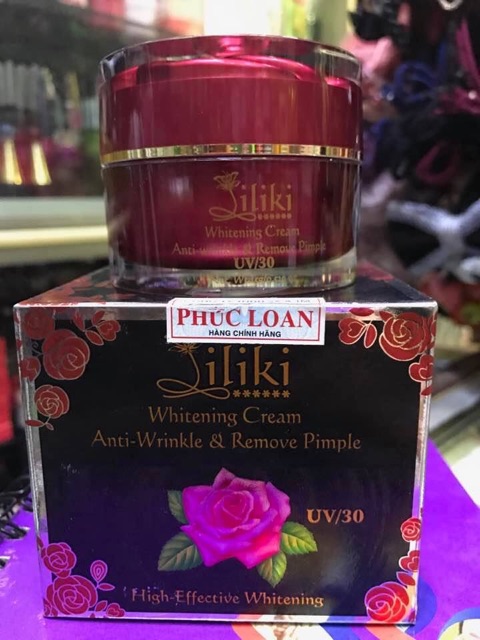 Liliki
Whitening Cream
Anti-wrinkle & Remove Pimple
UV/30
PHÚC LOAN
HÀNG CHÍNH HÃNG
Liliki
Whitening Cream
Anti-Wrinkle & Remove Pimple
UV/30
High-Effective Whitening